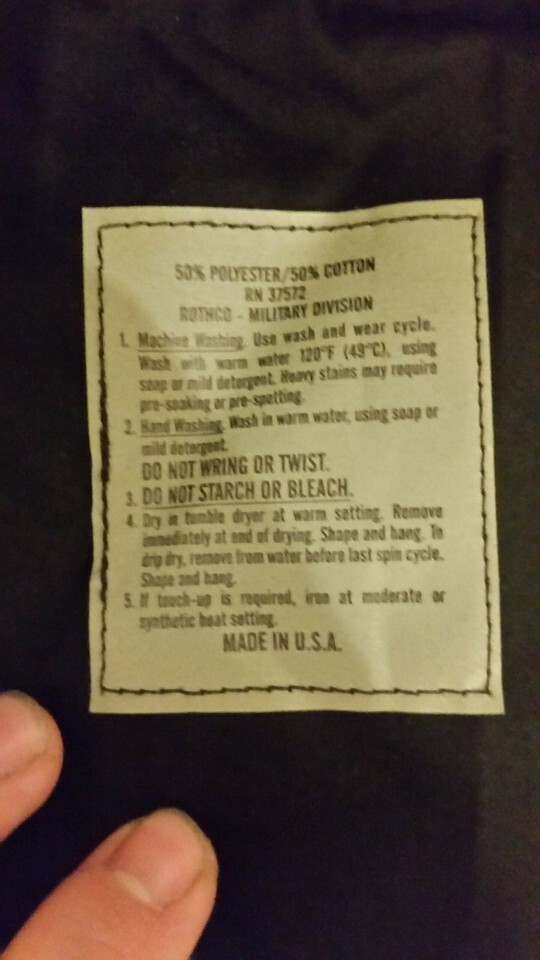 50% POLYESTER/50% COTTON
RN 37572
ROTHCO - MILITARY DIVISION
1. Machine Washing. Use wash and wear cycle.
Wash with warm water 120°F (49°C), using
soap or mild detergent. Heavy stains may require
pre-soaking or pre-spotting.
2. Hand Washing. Wash in warm water, using soap or
mild detergent.
DO NOT WRING OR TWIST.
3. DO NOT STARCH OR BLEACH.
4. Dry in tumble dryer at warm setting. Remove
immediately at end of drying. Shape and hang. To
drip dry, remove from water before last spin cycle.
Shape and hang.
5. If touch-up is required, iron at moderate or
synthetic heat setting.
MADE IN U.S.A.